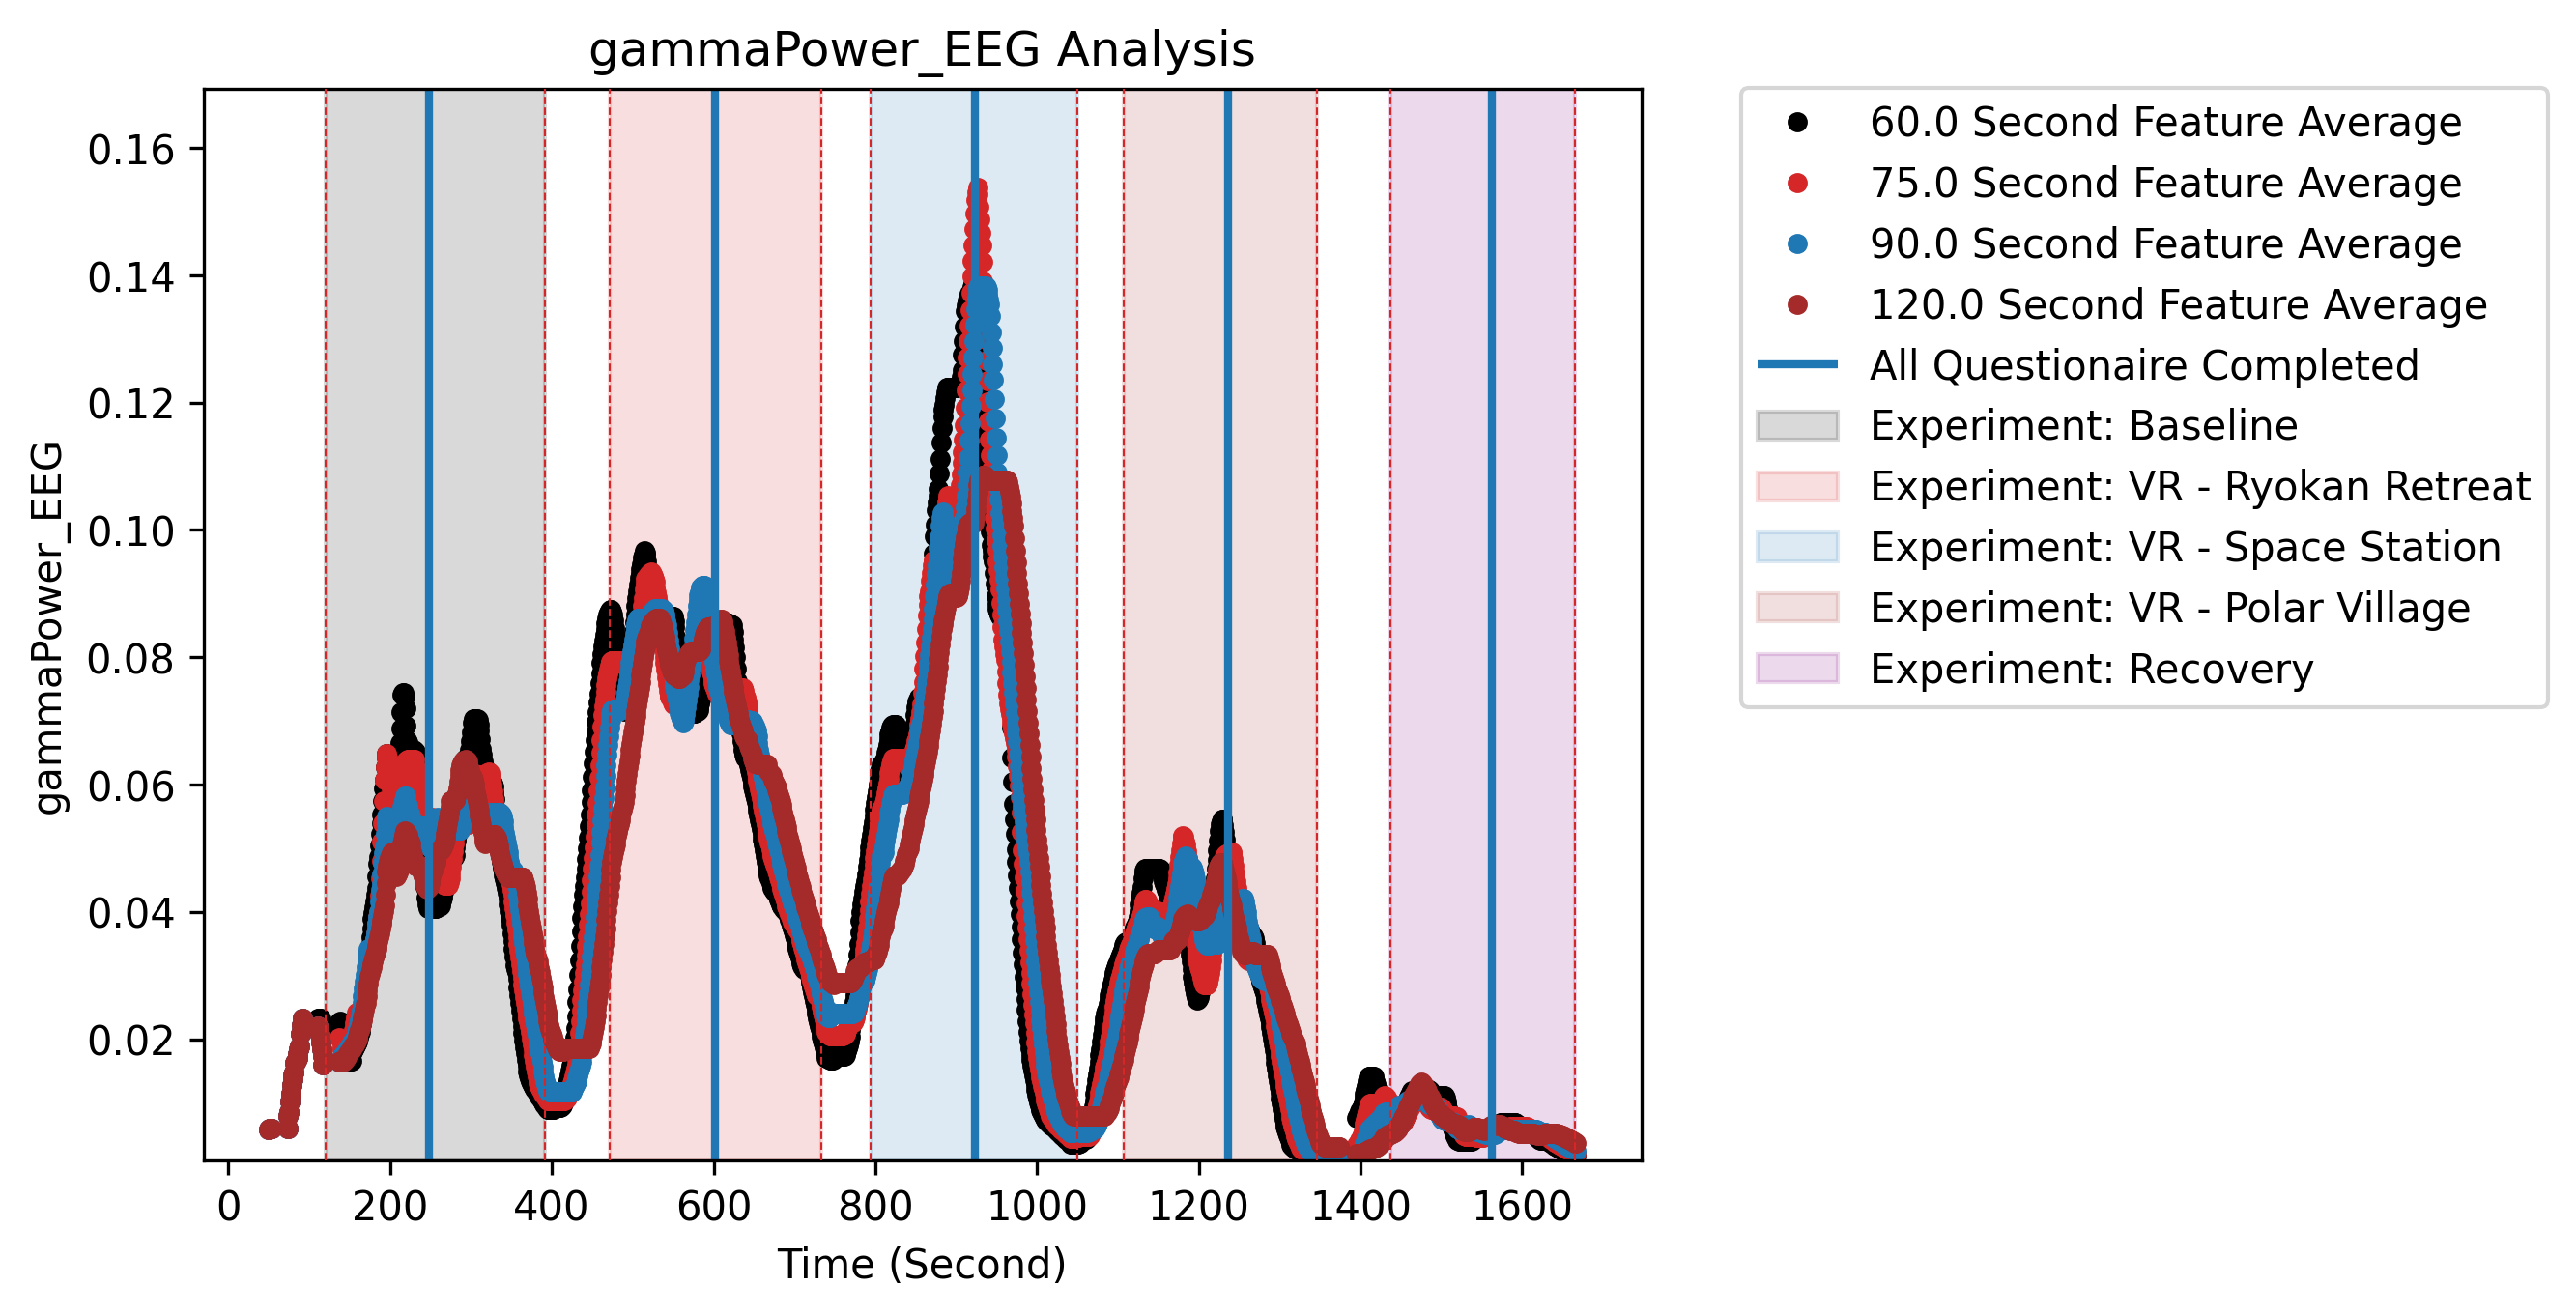 gammaPower_EEG Analysis
gammaPower_EEG
0.16
0.14
0.12
0.10
0.08
0.06
0.04
0.02
0 200 400 600 800 1000 1200 1400 1600
Time (Second)
60.0 Second Feature Average
75.0 Second Feature Average
90.0 Second Feature Average
120.0 Second Feature Average
All Questionaire Completed
Experiment: Baseline
Experiment: VR - Ryokan Retreat
Experiment: VR - Space Station
Experiment: VR - Polar Village
Experiment: Recovery